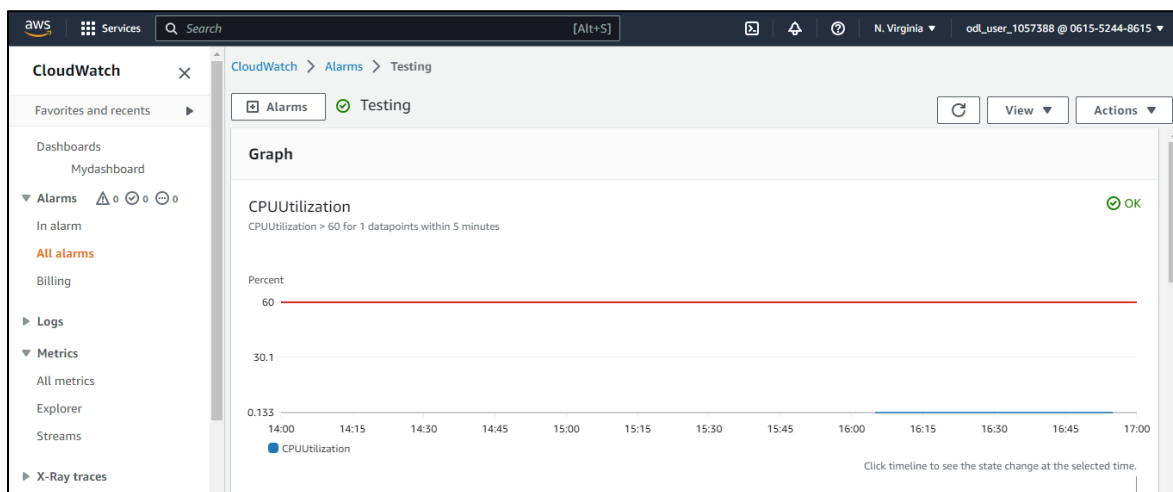 aws Services Search [Alt+S] N. Virginia ▼ odl_user_1057388 @ 0615-5244-8615 ▼
CloudWatch
Favorites and recents
Dashboards
Mydashboard
Alarms 0 0 0
In alarm
All alarms
Billing
Logs
Metrics
All metrics
Explorer
Streams
X-Ray traces
CloudWatch > Alarms > Testing
Alarms Testing View ▼ Actions ▼
Graph
CPUUtilization OK
CPUUtilization > 60 for 1 datapoints within 5 minutes
Percent
60
30.1
0.133
14:00 14:15 14:30 14:45 15:00 15:15 15:30 15:45 16:00 16:15 16:30 16:45 17:00
CPUUtilization
Click timeline to see the state change at the selected time.